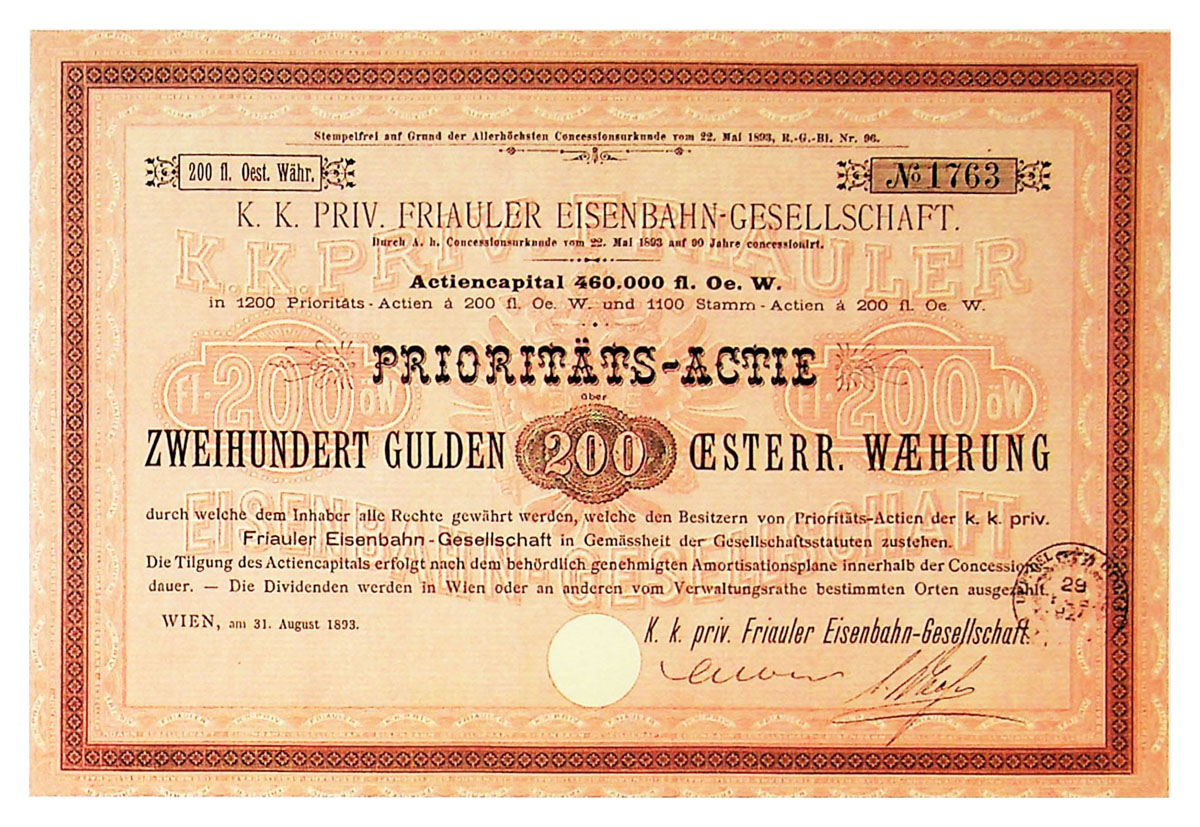 Stempelfrei auf Grund der Allerhöchsten Concessionsurkunde vom 22. Mai 1893, R.-G.-Bl. Nr. 96.
200 fl. Oest. Währ.
No 1763
K. K. PRIV. FRIAULER EISENBAHN-GESELLSCHAFT.
Durch A. h. Concessionsurkunde vom 22. Mai 1893 auf 90 Jahre concessionirt.
Actiencapital 460.000 fl. Oe. W.
in 1200 Prioritäts-Actien á 200 fl. Oe. W. und 1100 Stamm-Actien á 200 fl. Oe W.
K.K.PRIV. FRIAULER
PRIORITÄTS-ACTIE
über
Fl. 200 öW
Fl. 200 öW
ZWEIHUNDERT GULDEN 200 ŒSTERR. WÆHRUNG
EISENBAHN-GESELLSCHAFT
durch welche dem Inhaber alle Rechte gewährt werden, welche den Besitzern von Prioritäts-Actien der k. k. priv.
Friauler Eisenbahn-Gesellschaft in Gemässheit der Gesellschaftsstatuten zustehen.
Die Tilgung des Actiencapitals erfolgt nach dem behördlich genehmigten Amortisationsplane innerhalb der Concessions-
dauer. — Die Dividenden werden in Wien oder an anderen vom Verwaltungsrathe bestimmten Orten ausgezahlt.
WIEN, am 31. August 1893.
K. k. priv. Friauler Eisenbahn-Gesellschaft.
29